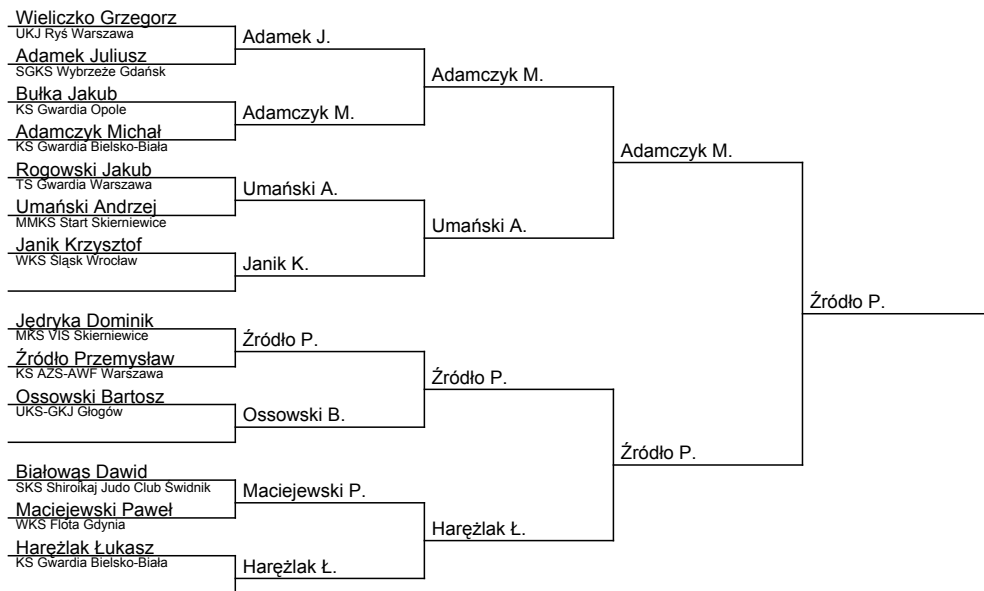 Wieliczko Grzegorz
UKJ Ryś Warszawa
Adamek J.
Adamek Juliusz
SGKS Wybrzeże Gdańsk
Adamczyk M.
Bułka Jakub
KS Gwardia Opole
Adamczyk M.
Adamczyk Michał
KS Gwardia Bielsko-Biała
Adamczyk M.
Rogowski Jakub
TS Gwardia Warszawa
Umański A.
Umański Andrzej
MMKS Start Skierniewice
Umański A.
Janik Krzysztof
WKS Śląsk Wrocław
Janik K.
Źródło P.
Jędryka Dominik
MKS VIS Skierniewice
Źródło P.
Źródło Przemysław
KS AZS-AWF Warszawa
Źródło P.
Ossowski Bartosz
UKS-GKJ Głogów
Ossowski B.
Źródło P.
Białowąs Dawid
SKS Shiroikaj Judo Club Świdnik
Maciejewski P.
Maciejewski Paweł
WKS Flota Gdynia
Harężlak Ł.
Harężlak Łukasz
KS Gwardia Bielsko-Biała
Harężlak Ł.